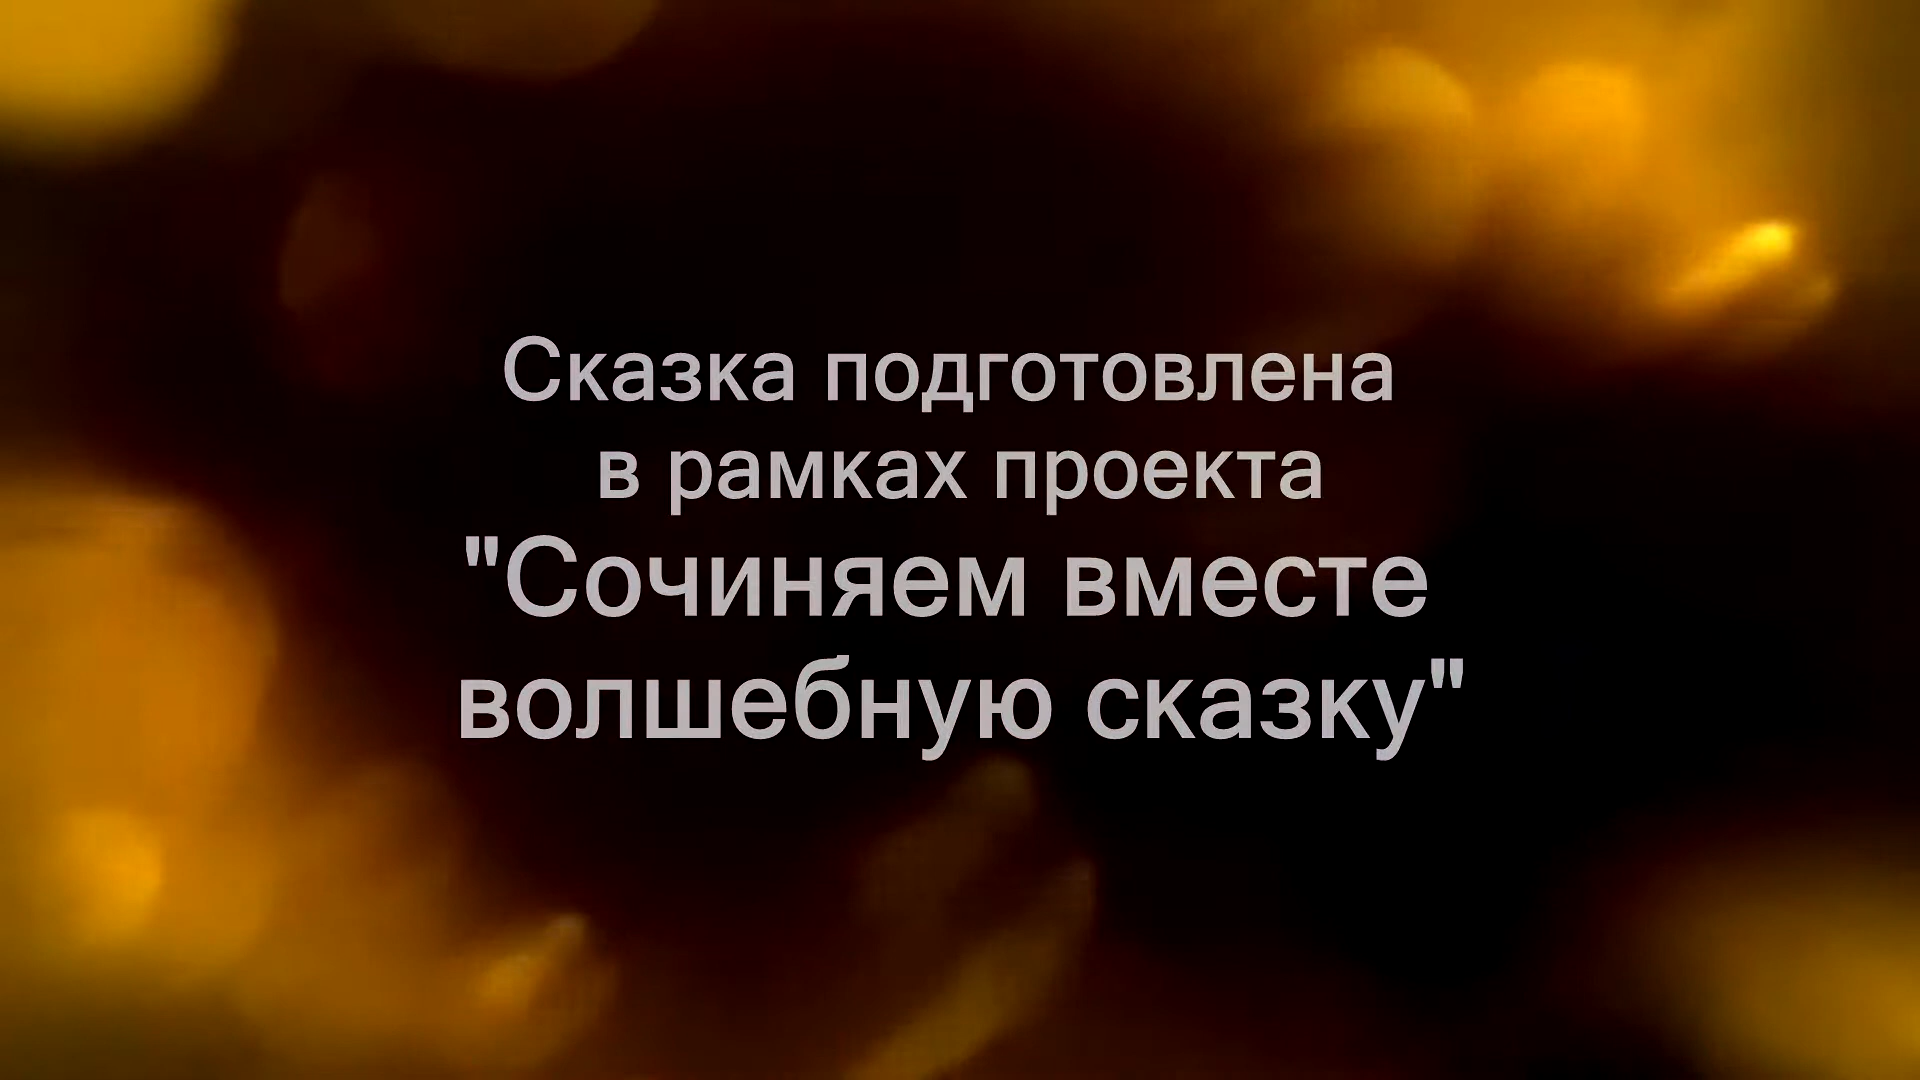 Сказка подготовлена
в рамках проекта
"Сочиняем вместе
волшебную сказку"